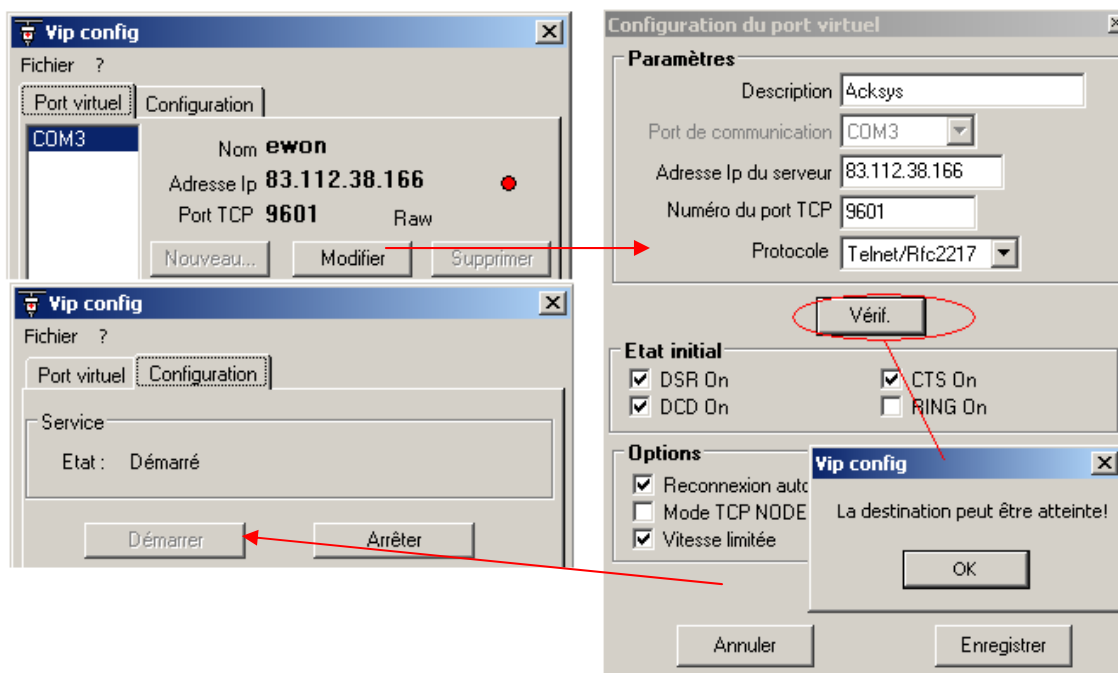 Vip config
Fichier ?
Port virtuel Configuration
COM3
Nom ewon
Adresse Ip 83.112.38.166
Port TCP 9601 Raw
Nouveau... Modifier Supprimer
Vip config
Fichier ?
Port virtuel Configuration
Service
Etat : Démarré
Démarrer Arrêter
Configuration du port virtuel
Paramètres
Description Acksys
Port de communication COM3
Adresse Ip du serveur 83.112.38.166
Numéro du port TCP 9601
Protocole Telnet/Rfc2217
Vérif.
Etat initial
DSR On CTS On
DCD On RING On
Options
Reconnexion auto
Mode TCP NODE
Vitesse limitée
Vip config
La destination peut être atteinte!
OK
Annuler Enregistrer